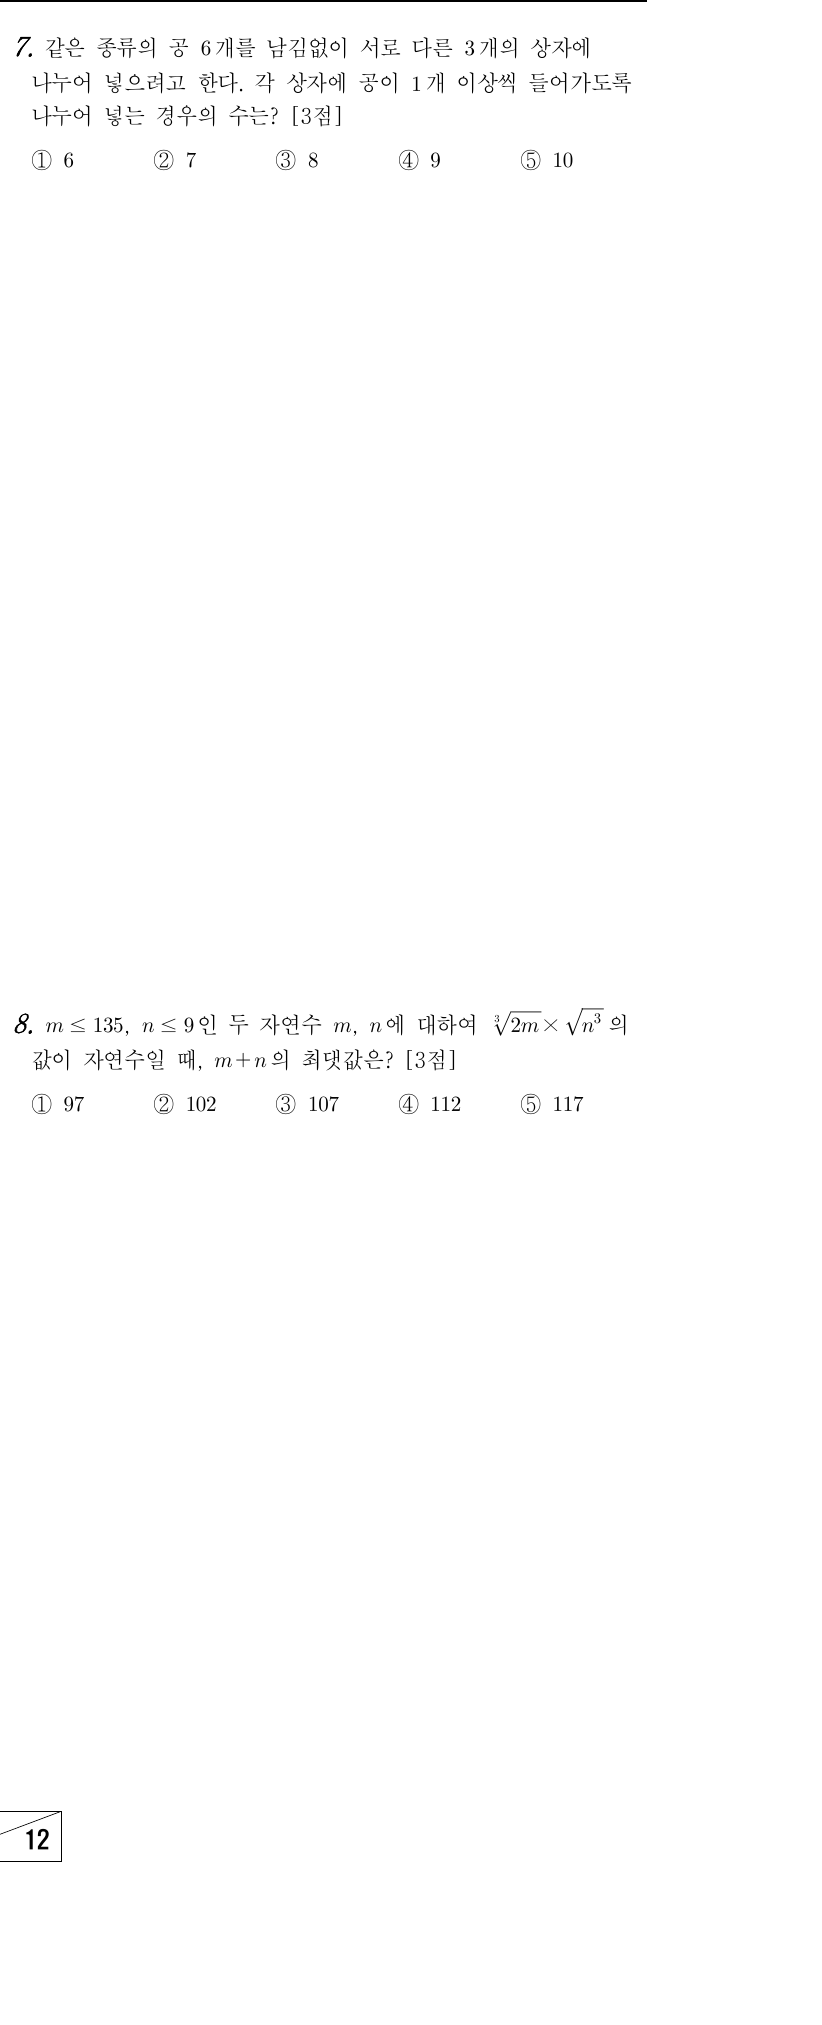 7. 같은 종류의 공 6개를 남김없이 서로 다른 3개의 상자에
나누어 넣으려고 한다. 각 상자에 공이 1개 이상씩 들어가도록
나누어 넣는 경우의 수는? [3점]
① 6 ② 7 ③ 8 ④ 9 ⑤ 10
8. m ≤ 135, n ≤ 9인 두 자연수 m, n에 대하여 ∛(2m) × √(n³) 의
값이 자연수일 때, m+n의 최댓값은? [3점]
① 97 ② 102 ③ 107 ④ 112 ⑤ 117
12